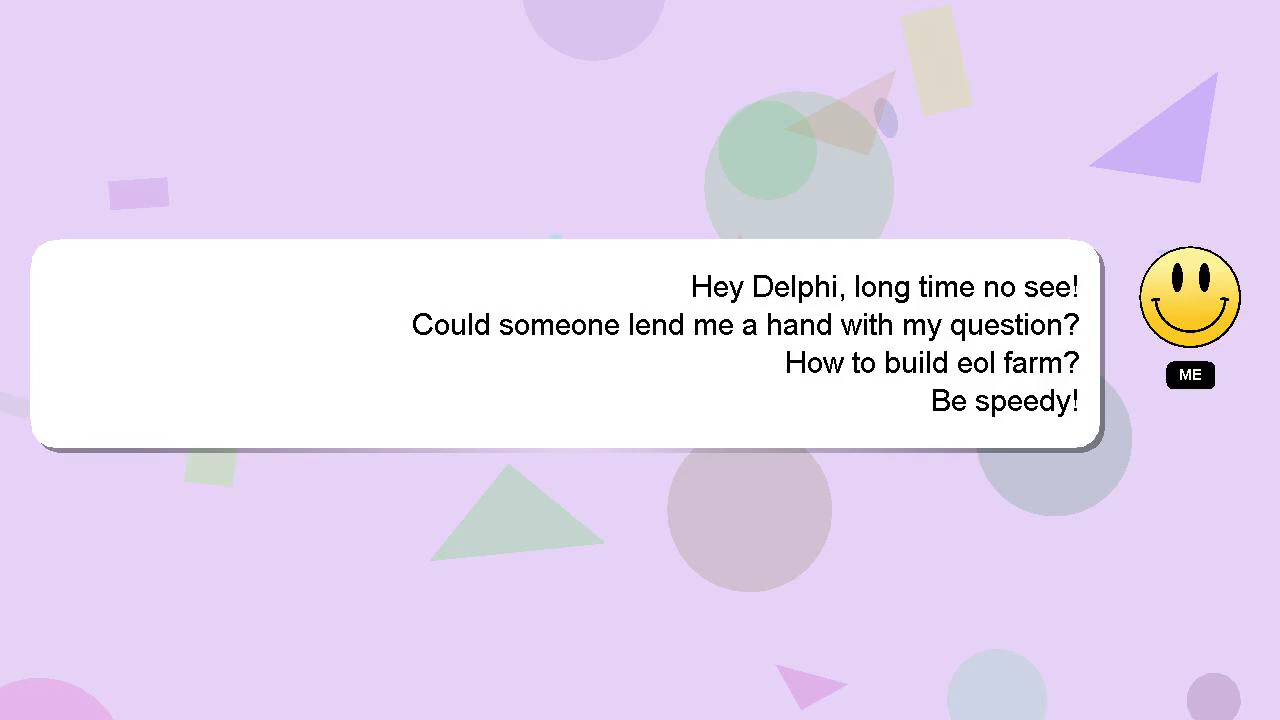 Hey Delphi, long time no see!
Could someone lend me a hand with my question?
How to build eol farm?
Be speedy!
ME